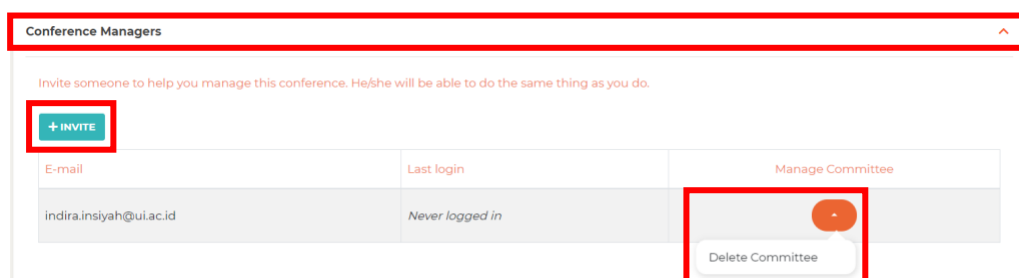 Conference Managers
Invite someone to help you manage this conference. He/she will be able to do the same thing as you do.
+ INVITE
E-mail Last login Manage Committee
indira.insiyah@ui.ac.id Never logged in
Delete Committee